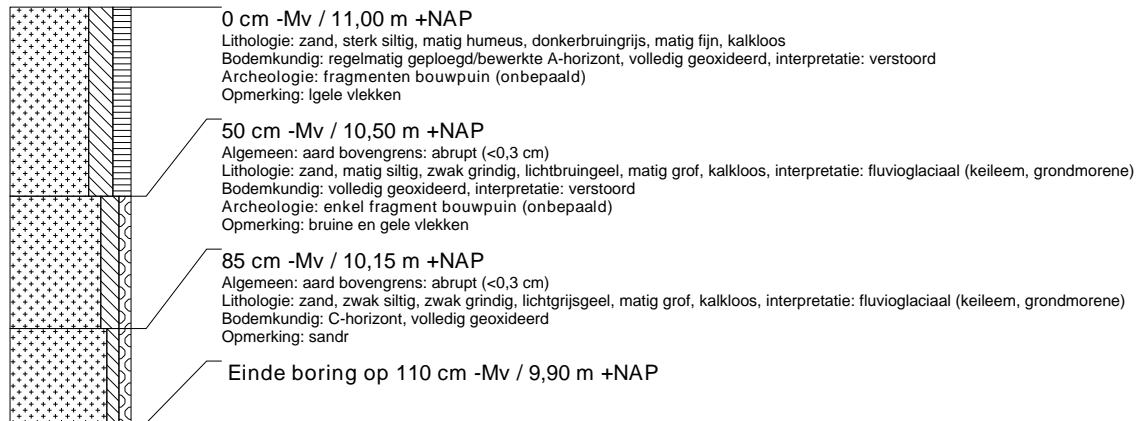 0 cm -Mv / 11,00 m +NAP
Lithologie: zand, sterk siltig, matig humeus, donkerbruingrijs, matig fijn, kalkloos
Bodemkundig: regelmatig geploegd/bewerkte A-horizont, volledig geoxideerd, interpretatie: verstoord
Archeologie: fragmenten bouwpuin (onbepaald)
Opmerking: lgele vlekken
50 cm -Mv / 10,50 m +NAP
Algemeen: aard bovengrens: abrupt (<0,3 cm)
Lithologie: zand, matig siltig, zwak grindig, lichtbruingeel, matig grof, kalkloos, interpretatie: fluvioglaciaal (keileem, grondmorene)
Bodemkundig: volledig geoxideerd, interpretatie: verstoord
Archeologie: enkel fragment bouwpuin (onbepaald)
Opmerking: bruine en gele vlekken
85 cm -Mv / 10,15 m +NAP
Algemeen: aard bovengrens: abrupt (<0,3 cm)
Lithologie: zand, zwak siltig, zwak grindig, lichtgrijsgeel, matig grof, kalkloos, interpretatie: fluvioglaciaal (keileem, grondmorene)
Bodemkundig: C-horizont, volledig geoxideerd
Opmerking: sandr
Einde boring op 110 cm -Mv / 9,90 m +NAP